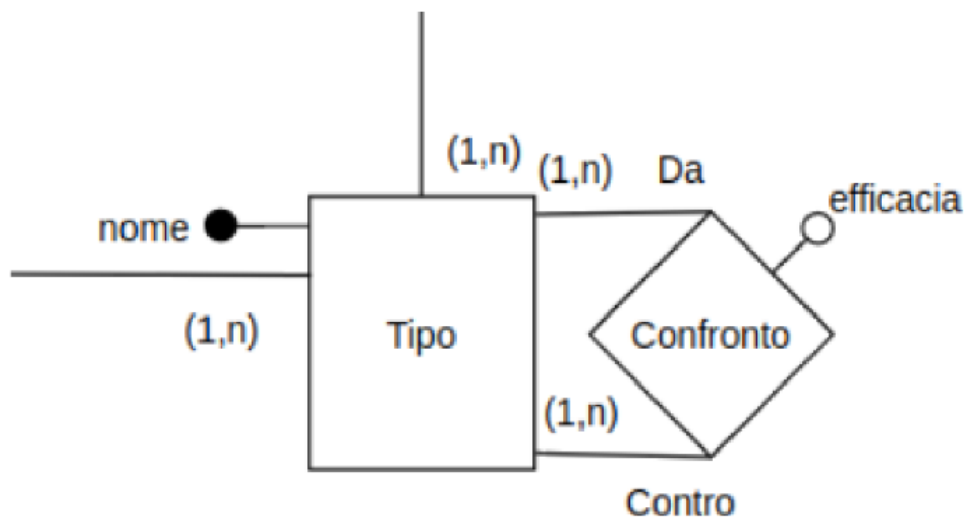 (1,n)
(1,n)
Da
efficacia
nome
(1,n)
Tipo
Confronto
(1,n)
Contro